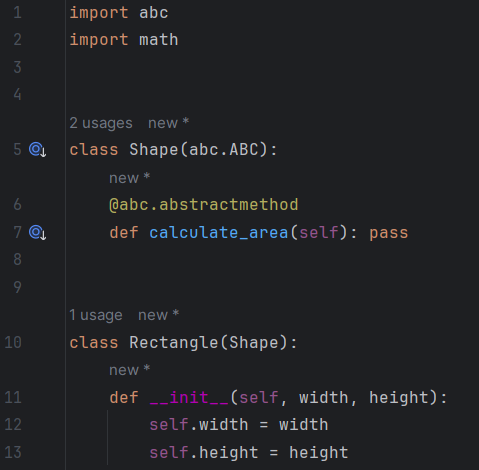 1 import abc
2 import math
3
4
2 usages new *
5 class Shape(abc.ABC):
new *
6 @abc.abstractmethod
7 def calculate_area(self): pass
8
9
1 usage new *
10 class Rectangle(Shape):
new *
11 def __init__(self, width, height):
12 self.width = width
13 self.height = height